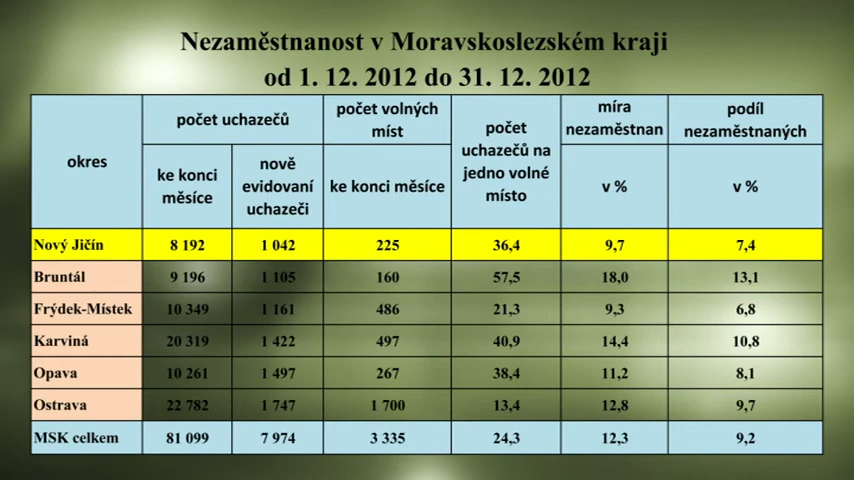 Nezaměstnanost v Moravskoslezském kraji
od 1. 12. 2012 do 31. 12. 2012
okres
počet uchazečů
počet volných
míst
počet
uchazečů na
jedno volné
místo
míra
nezaměstnan
podíl
nezaměstnaných
ke konci
měsíce
nově
evidovaní
uchazeči
ke konci měsíce
v %
v %
Nový Jičín 8 192 1 042 225 36,4 9,7 7,4
Bruntál 9 196 1 105 160 57,5 18,0 13,1
Frýdek-Místek 10 349 1 161 486 21,3 9,3 6,8
Karviná 20 319 1 422 497 40,9 14,4 10,8
Opava 10 261 1 497 267 38,4 11,2 8,1
Ostrava 22 782 1 747 1 700 13,4 12,8 9,7
MSK celkem 81 099 7 974 3 335 24,3 12,3 9,2